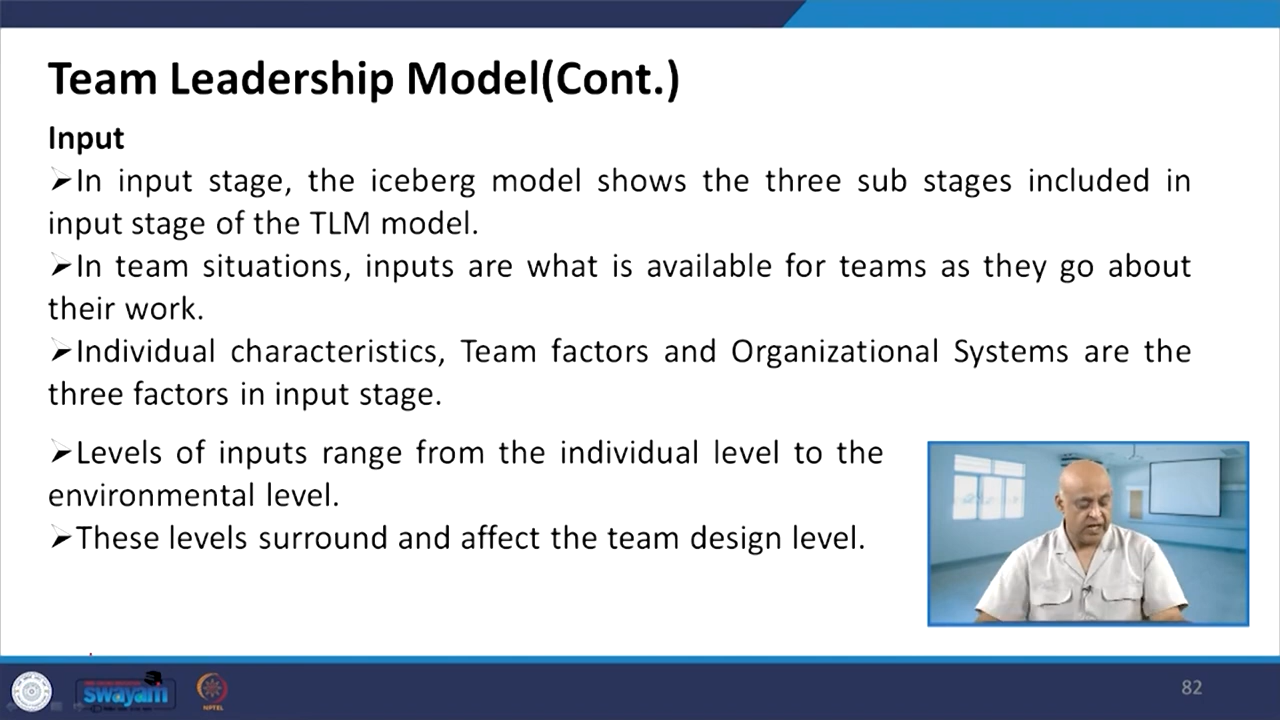 Team Leadership Model(Cont.)
Input
➢In input stage, the iceberg model shows the three sub stages included in
input stage of the TLM model.
➢In team situations, inputs are what is available for teams as they go about
their work.
➢Individual characteristics, Team factors and Organizational Systems are the
three factors in input stage.
➢Levels of inputs range from the individual level to the
environmental level.
➢These levels surround and affect the team design level.
swayam
NPTEL
82